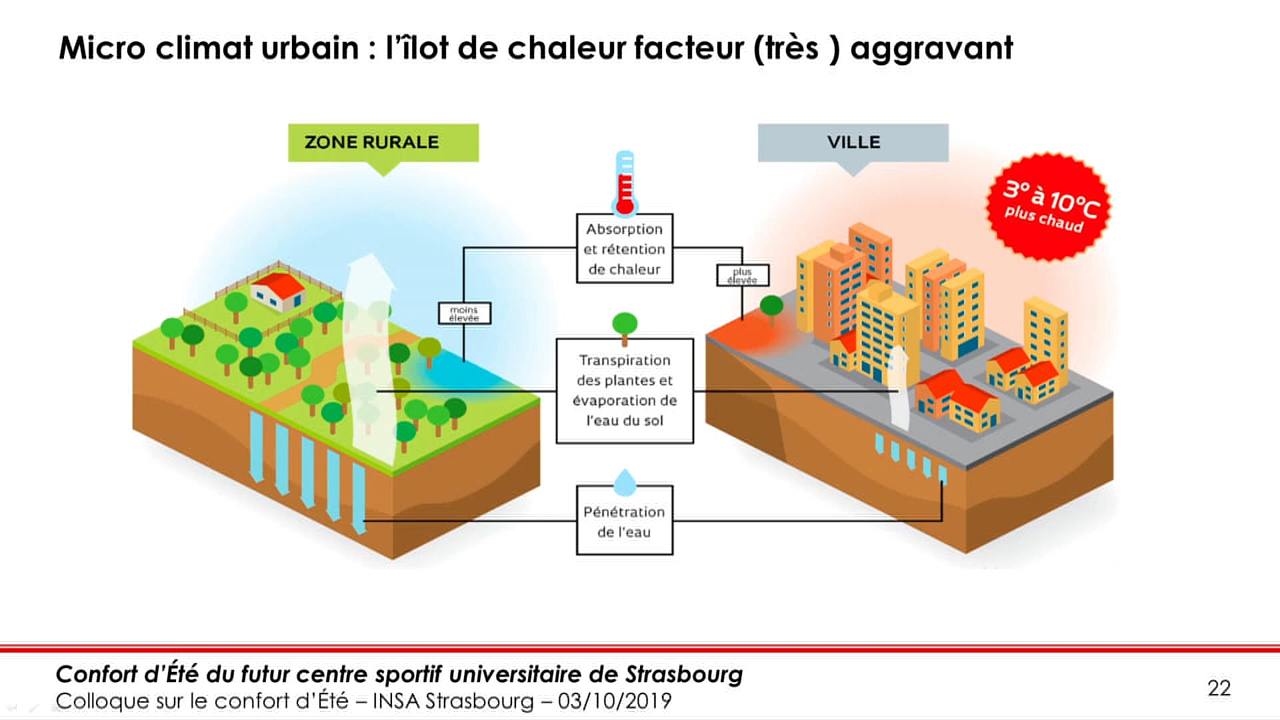 Micro climat urbain : l'îlot de chaleur facteur (très ) aggravant
ZONE RURALE
VILLE
3° à 10°C
plus chaud
Absorption
et rétention
de chaleur
plus
élevée
moins
élevée
Transpiration
des plantes et
évaporation de
l'eau du sol
Pénétration
de l'eau
Confort d'Été du futur centre sportif universitaire de Strasbourg
Colloque sur le confort d'Été – INSA Strasbourg – 03/10/2019
22